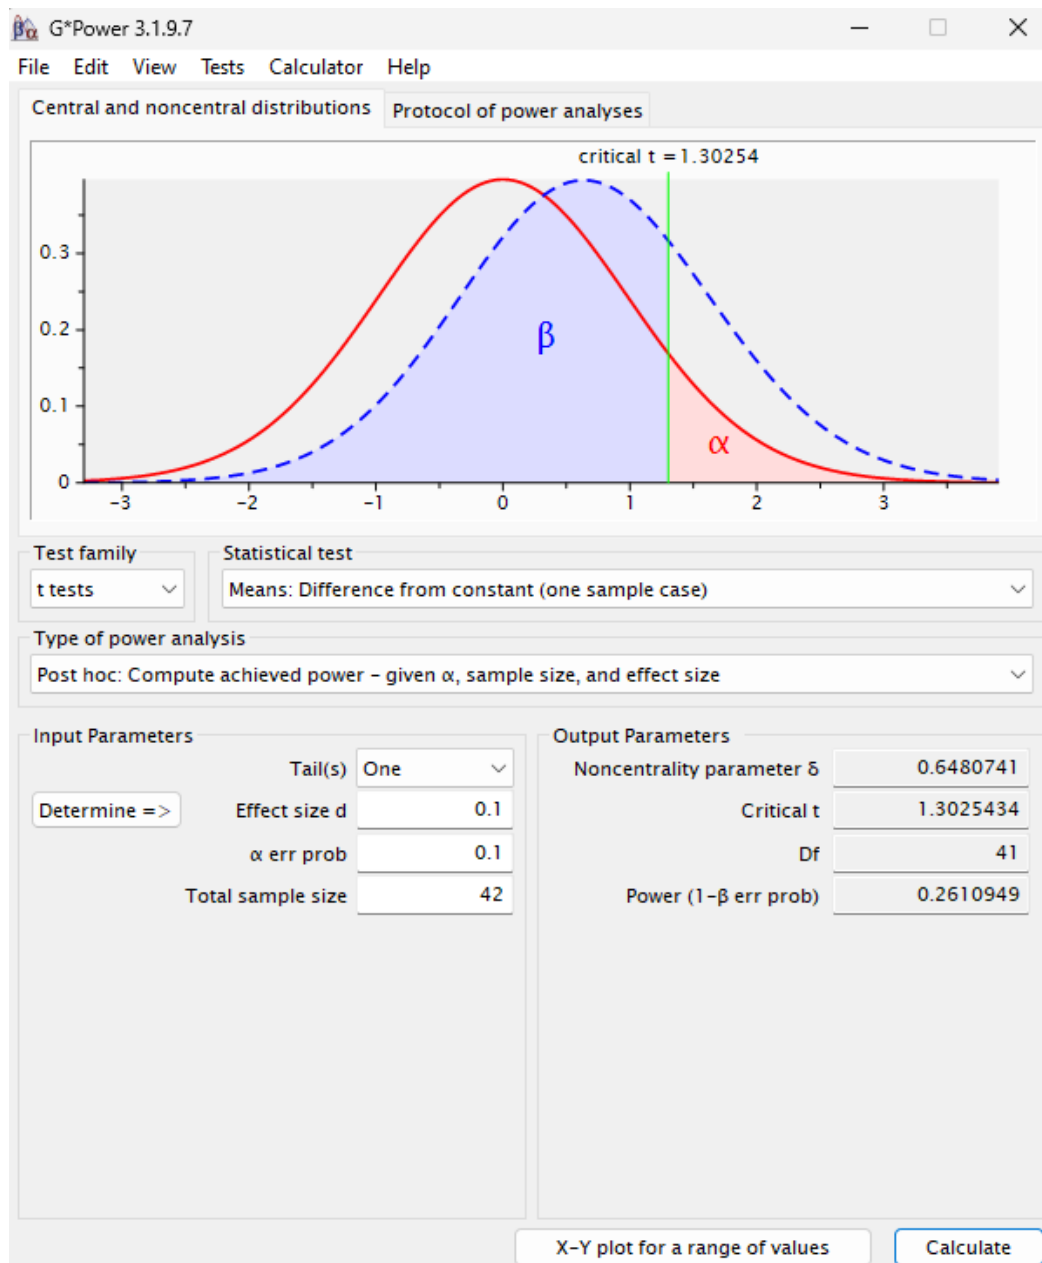 G*Power 3.1.9.7
File Edit View Tests Calculator Help
Central and noncentral distributions Protocol of power analyses
critical t = 1.30254
0.3
0.2
0.1
0
β
α
-3 -2 -1 0 1 2 3
Test family Statistical test
t tests Means: Difference from constant (one sample case)
Type of power analysis
Post hoc: Compute achieved power – given α, sample size, and effect size
Input Parameters
Tail(s) One
Determine => Effect size d 0.1
α err prob 0.1
Total sample size 42
Output Parameters
Noncentrality parameter δ 0.6480741
Critical t 1.3025434
Df 41
Power (1-β err prob) 0.2610949
X-Y plot for a range of values Calculate